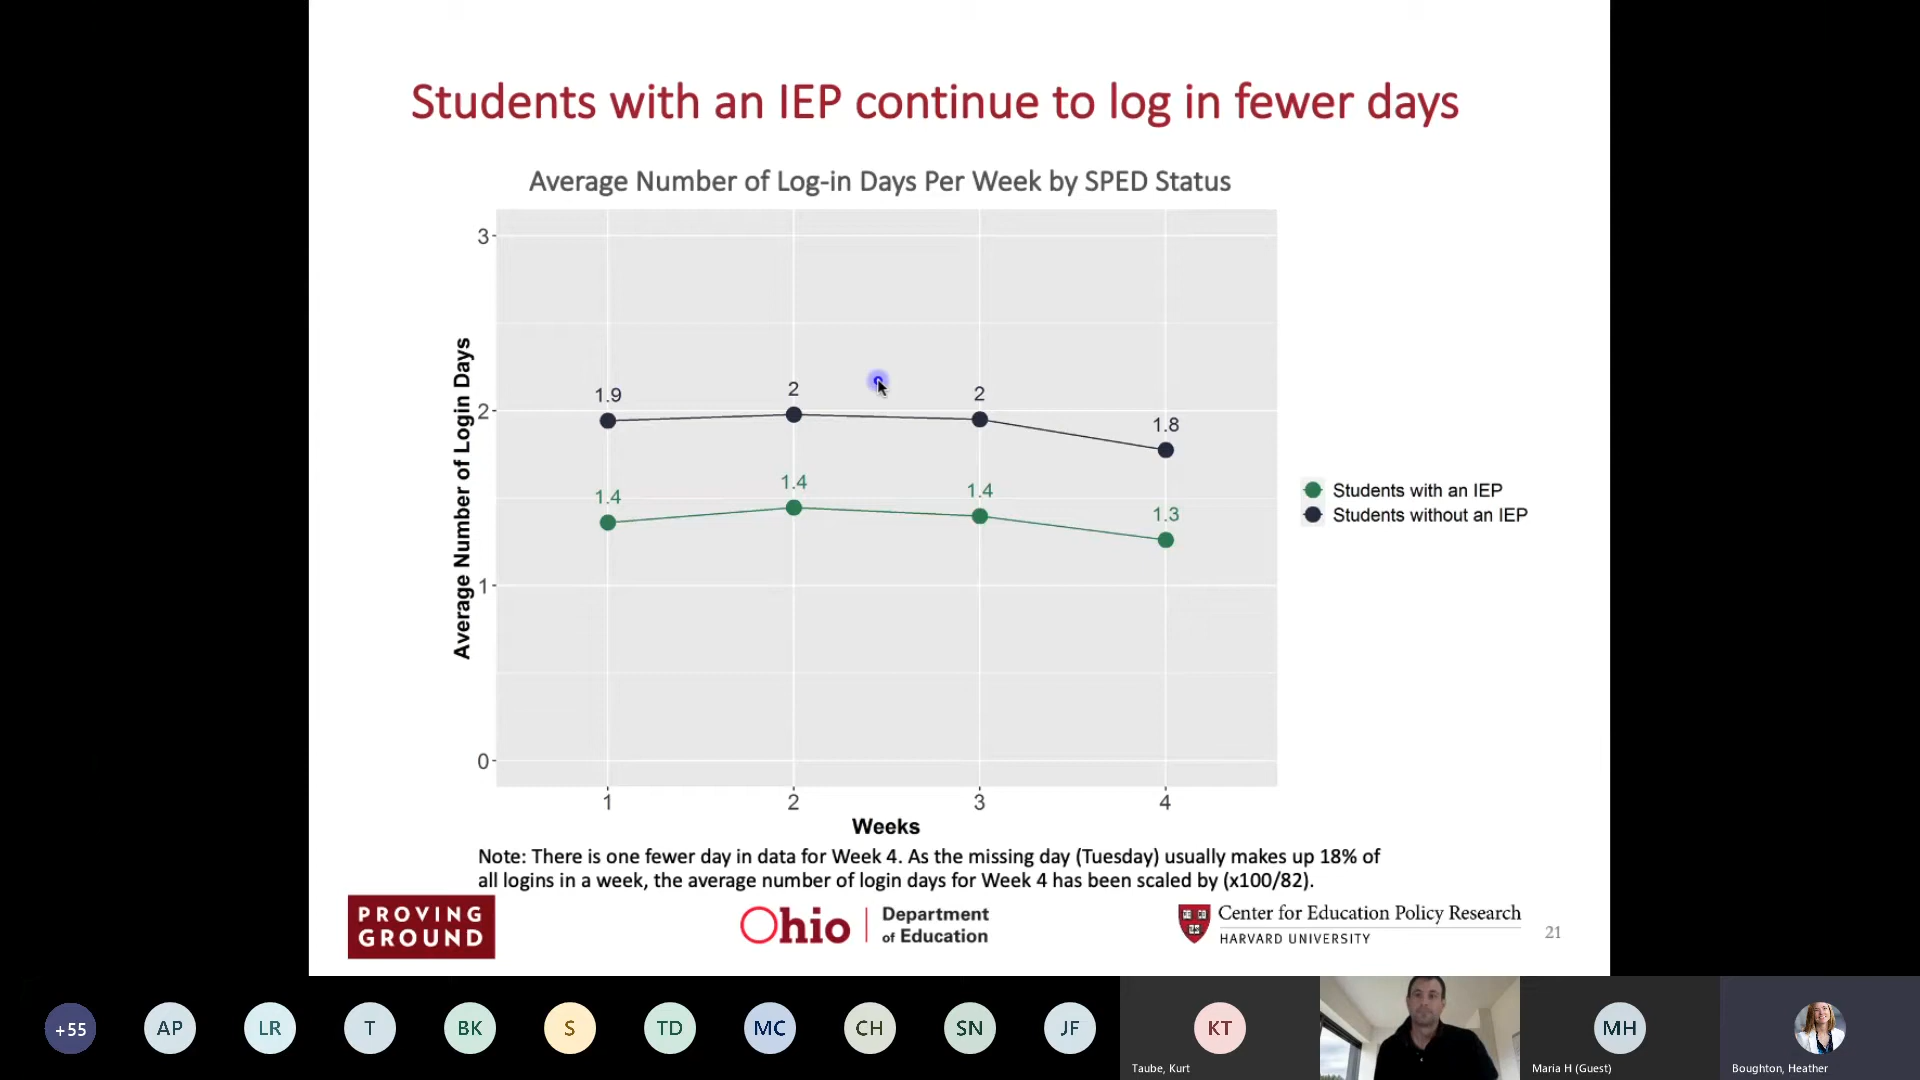 Students with an IEP continue to log in fewer days
Average Number of Log-in Days Per Week by SPED Status
Average Number of Login Days
3
2
1
0
1.9
2
2
1.8
1.4
1.4
1.4
1.3
Students with an IEP
Students without an IEP
1
2
3
4
Weeks
Note: There is one fewer day in data for Week 4. As the missing day (Tuesday) usually makes up 18% of
all logins in a week, the average number of login days for Week 4 has been scaled by (x100/82).
PROVING
GROUND
Ohio
Department
of Education
Center for Education Policy Research
HARVARD UNIVERSITY
21
+55
AP
LR
T
BK
S
TD
MC
CH
SN
JF
KT
MH
Taube, Kurt
Maria H (Guest)
Boughton, Heather